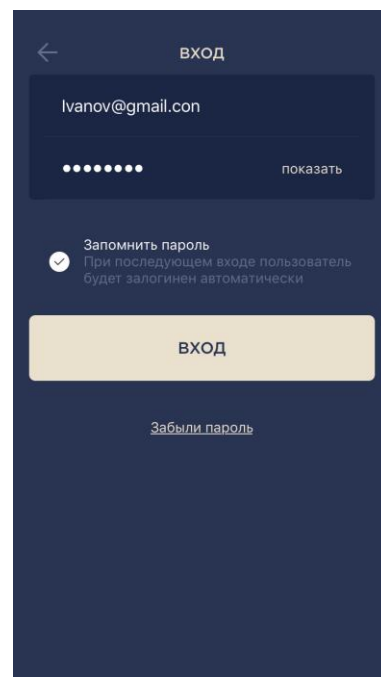 ВХОД
Ivanov@gmail.con
●●●●●●●●
показать
Запомнить пароль
При последующем входе пользователь
будет залогинен автоматически
ВХОД
Забыли пароль